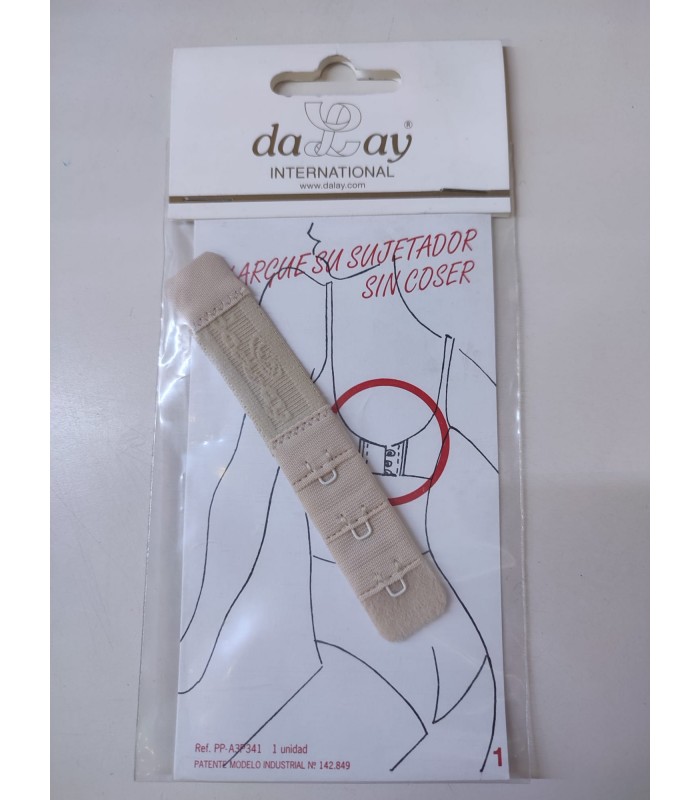 daLay®
INTERNATIONAL
www.dalay.com
SU SUJETADOR
SIN COSER
Ref. PP-A3P341 1 unidad
PATENTE MODELO INDUSTRIAL Nº 142.849
1